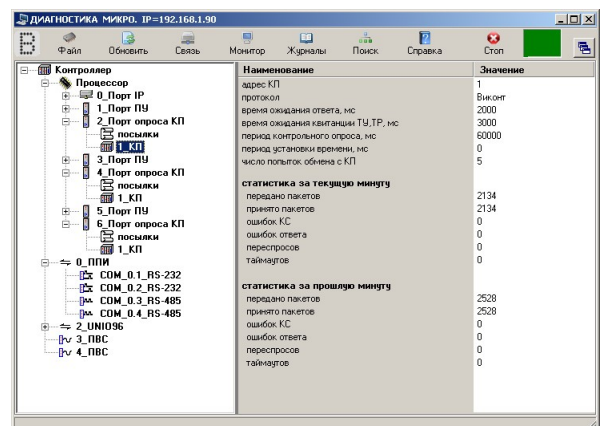 ДИАГНОСТИКА МИКРО. IP=192.168.1.90
Файл Обновить Связь Монитор Журналы Поиск Справка Стоп
Контроллер
Процессор
0_Порт IP
1_Порт ПУ
2_Порт опроса КП
посылки
1_КП
3_Порт ПУ
4_Порт опроса КП
посылки
1_КП
5_Порт ПУ
6_Порт опроса КП
посылки
1_КП
0_ППИ
COM_0.1_RS-232
COM_0.2_RS-232
COM_0.3_RS-485
COM_0.4_RS-485
2_UNIO96
3_ПВС
4_ПВС
Наименование Значение
адрес КП 1
протокол Виконт
время ожидания ответа, мс 2000
время ожидания квитанции ТУ,ТР, мс 3000
период контрольного опроса, мс 60000
период установки времени, мс 0
число попыток обмена с КП 5
статистика за текущую минуту
передано пакетов 2134
принято пакетов 2134
ошибок КС 0
ошибок ответа 0
переспросов 0
таймаутов 0
статистика за прошлую минуту
передано пакетов 2528
принято пакетов 2528
ошибок КС 0
ошибок ответа 0
переспросов 0
таймаутов 0